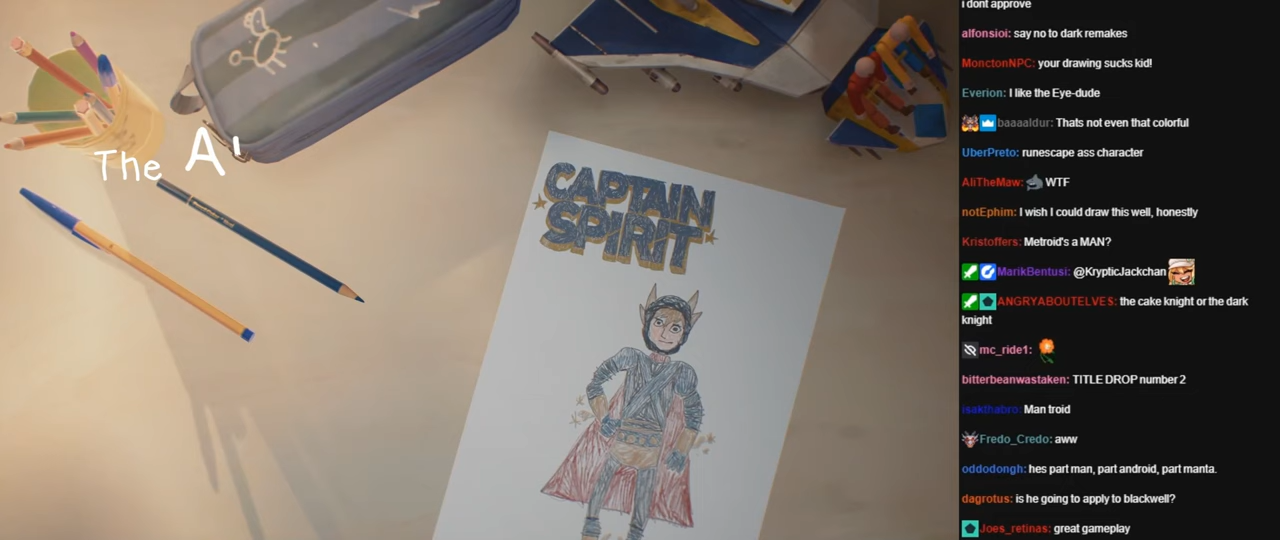 The A'
CAPTAIN
SPIRIT
i dont approve
alfonsioi: say no to dark remakes
MonctonNPC: your drawing sucks kid!
Everion: I like the Eye-dude
baaaaldur: Thats not even that colorful
UberPreto: runescape ass character
AliTheMaw: WTF
notEphim: I wish I could draw this well, honestly
Kristoffers: Metroid's a MAN?
MarikBentusi: @KrypticJackchan
ANGRYABOUTELVES: the cake knight or the dark
knight
mc_ride1:
bitterbeanwastaken: TITLE DROP number 2
isakthabro: Man troid
Fredo_Credo: aww
oddodongh: hes part man, part android, part manta.
dagrotus: is he going to apply to blackwell?
Joes_retinas: great gameplay